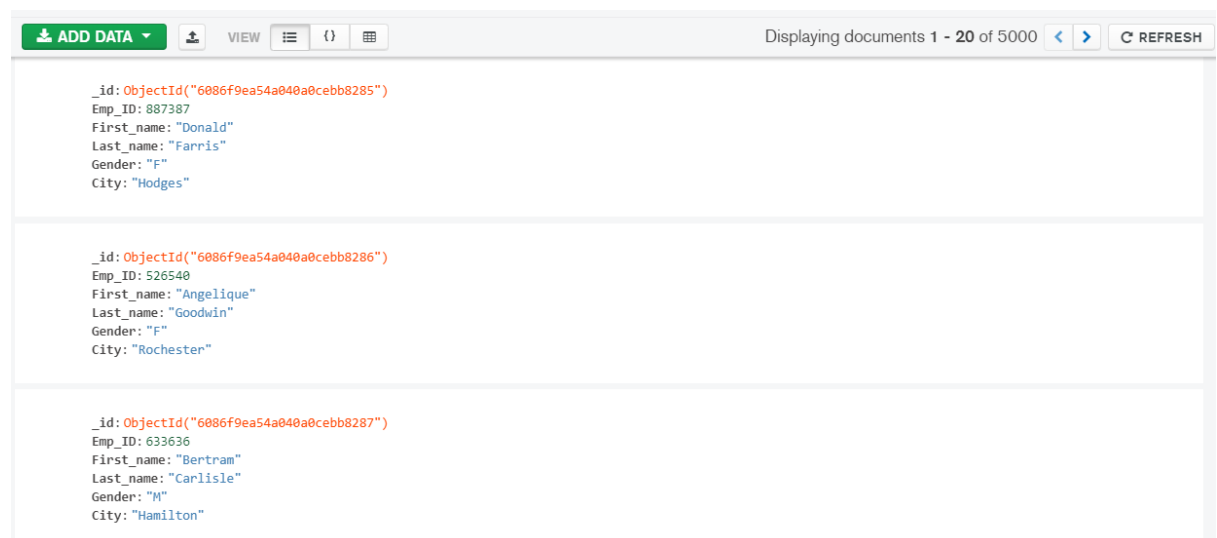 ADD DATA VIEW {} Displaying documents 1 - 20 of 5000 < > REFRESH
_id: ObjectId("6086f9ea54a040a0cebb8285")
Emp_ID: 887387
First_name: "Donald"
Last_name: "Farris"
Gender: "F"
City: "Hodges"
_id: ObjectId("6086f9ea54a040a0cebb8286")
Emp_ID: 526540
First_name: "Angelique"
Last_name: "Goodwin"
Gender: "F"
City: "Rochester"
_id: ObjectId("6086f9ea54a040a0cebb8287")
Emp_ID: 633636
First_name: "Bertram"
Last_name: "Carlisle"
Gender: "M"
City: "Hamilton"